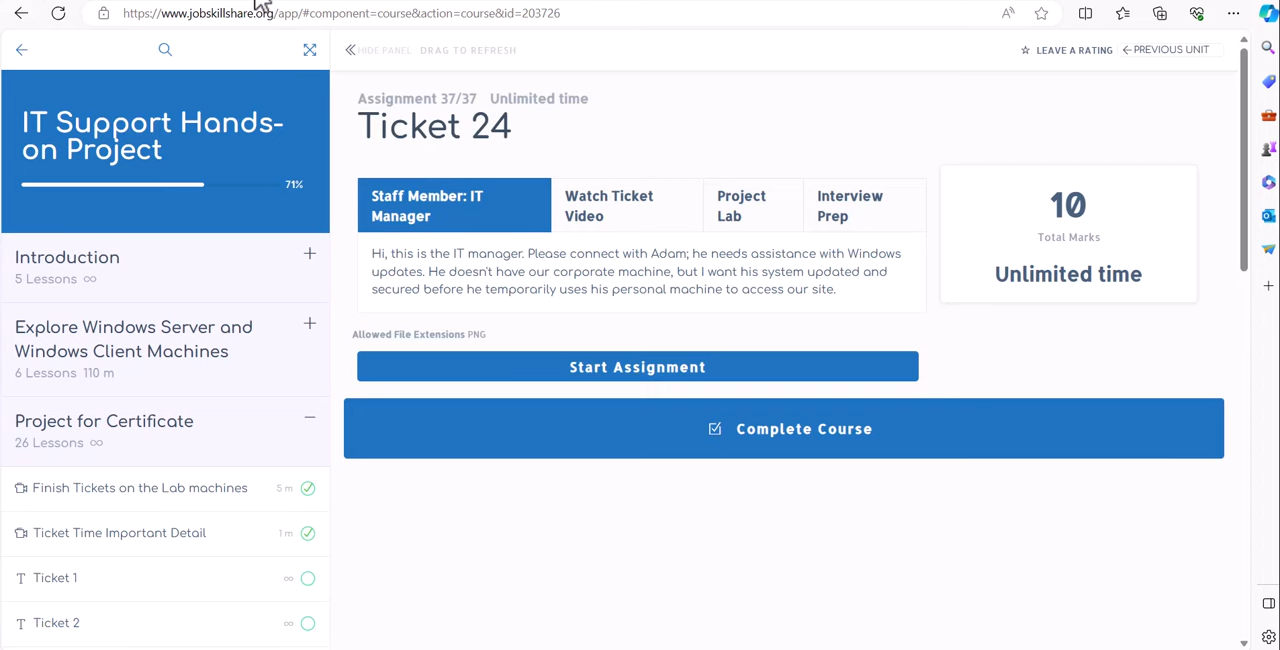 https://www.jobskillshare.org/app/#component=course&action=course&id=203726
HIDE PANEL DRAG TO REFRESH
LEAVE A RATING
PREVIOUS UNIT
IT Support Hands-
on Project
71%
Introduction
5 Lessons ∞
Explore Windows Server and
Windows Client Machines
6 Lessons 110 m
Project for Certificate
26 Lessons ∞
Finish Tickets on the Lab machines 5 m
Ticket Time Important Detail 1 m
T Ticket 1 ∞
T Ticket 2 ∞
Assignment 37/37 Unlimited time
Ticket 24
Staff Member: IT
Manager
Watch Ticket
Video
Project
Lab
Interview
Prep
Hi, this is the IT manager. Please connect with Adam; he needs assistance with Windows
updates. He doesn't have our corporate machine, but I want his system updated and
secured before he temporarily uses his personal machine to access our site.
10
Total Marks
Unlimited time
Allowed File Extensions PNG
Start Assignment
Complete Course